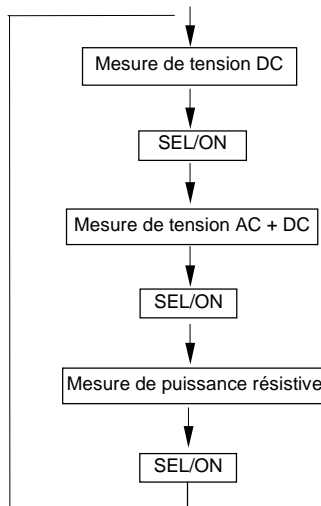 Mesure de tension DC
SEL/ON
Mesure de tension AC + DC
SEL/ON
Mesure de puissance résistive
SEL/ON